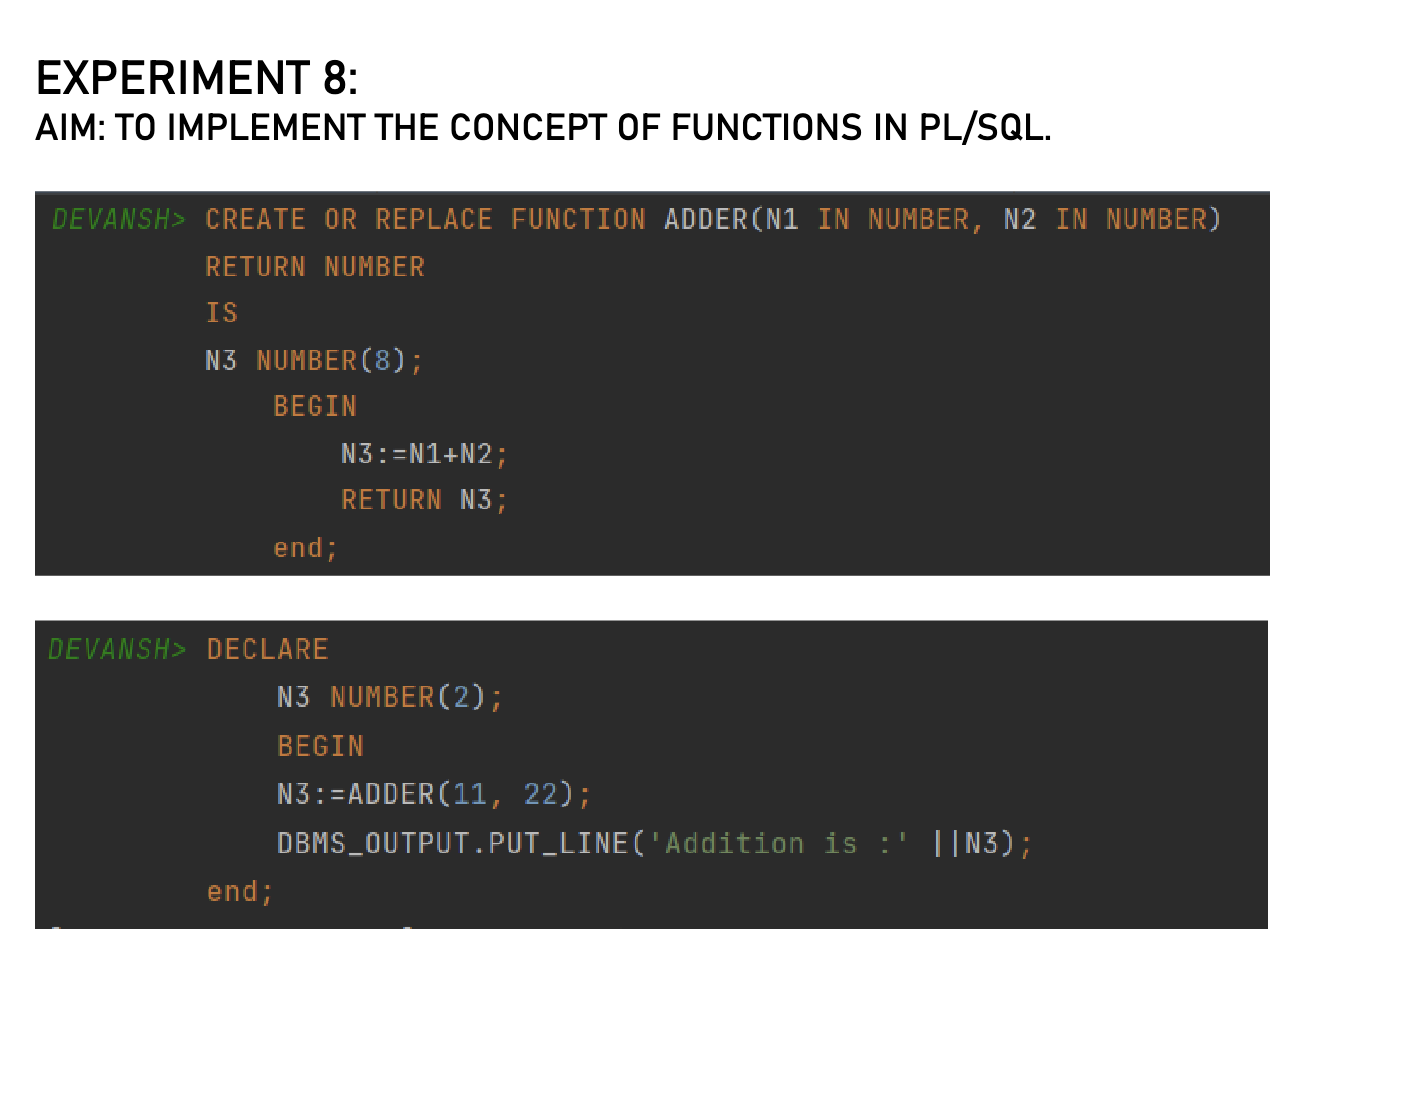 EXPERIMENT 8:
AIM: TO IMPLEMENT THE CONCEPT OF FUNCTIONS IN PL/SQL.
DEVANSH> CREATE OR REPLACE FUNCTION ADDER(N1 IN NUMBER, N2 IN NUMBER)
RETURN NUMBER
IS
N3 NUMBER(8);
BEGIN
N3:=N1+N2;
RETURN N3;
end;
DEVANSH> DECLARE
N3 NUMBER(2);
BEGIN
N3:=ADDER(11, 22);
DBMS_OUTPUT.PUT_LINE('Addition is :' ||N3);
end;